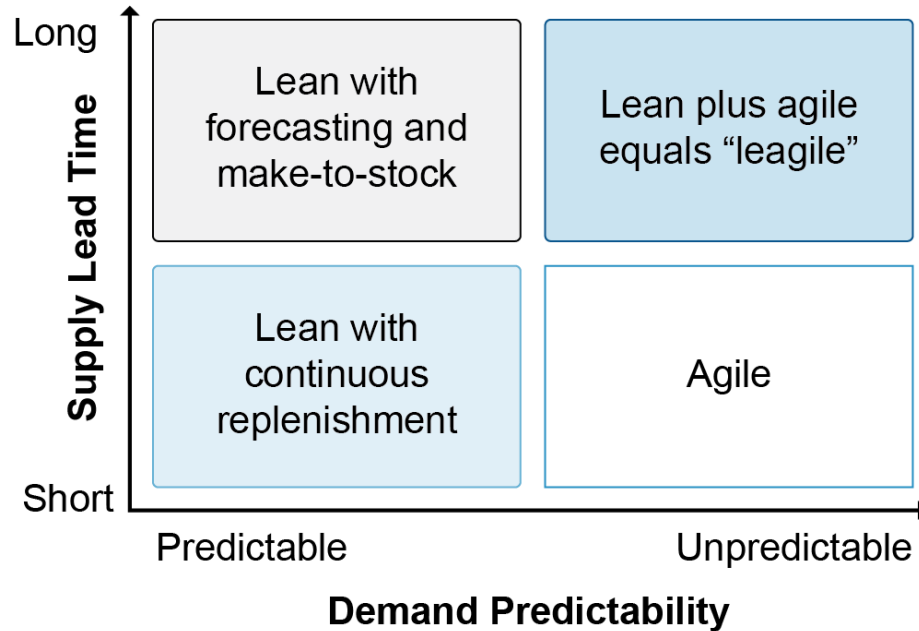 Long
Supply Lead Time
Short
Lean with
forecasting and
make-to-stock
Lean plus agile
equals “leagile”
Lean with
continuous
replenishment
Agile
Predictable
Unpredictable
Demand Predictability